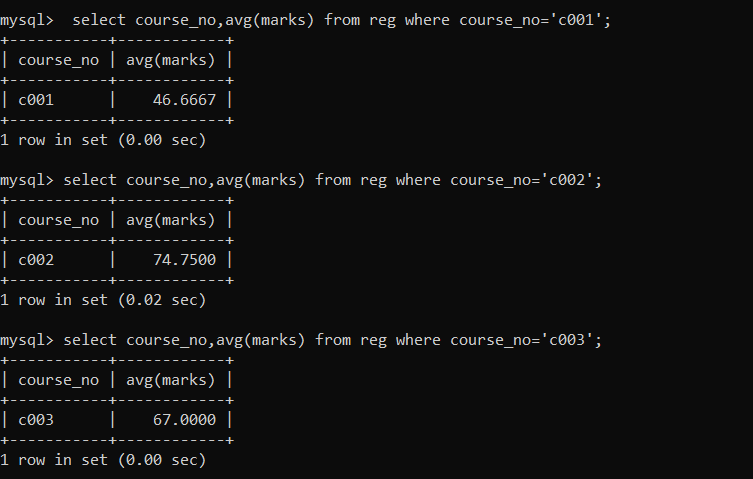 mysql>  select course_no,avg(marks) from reg where course_no='c001';
+-----------+------------+
| course_no | avg(marks) |
+-----------+------------+
| c001      |    46.6667 |
+-----------+------------+
1 row in set (0.00 sec)
mysql> select course_no,avg(marks) from reg where course_no='c002';
+-----------+------------+
| course_no | avg(marks) |
+-----------+------------+
| c002      |    74.7500 |
+-----------+------------+
1 row in set (0.02 sec)
mysql> select course_no,avg(marks) from reg where course_no='c003';
+-----------+------------+
| course_no | avg(marks) |
+-----------+------------+
| c003      |    67.0000 |
+-----------+------------+
1 row in set (0.00 sec)